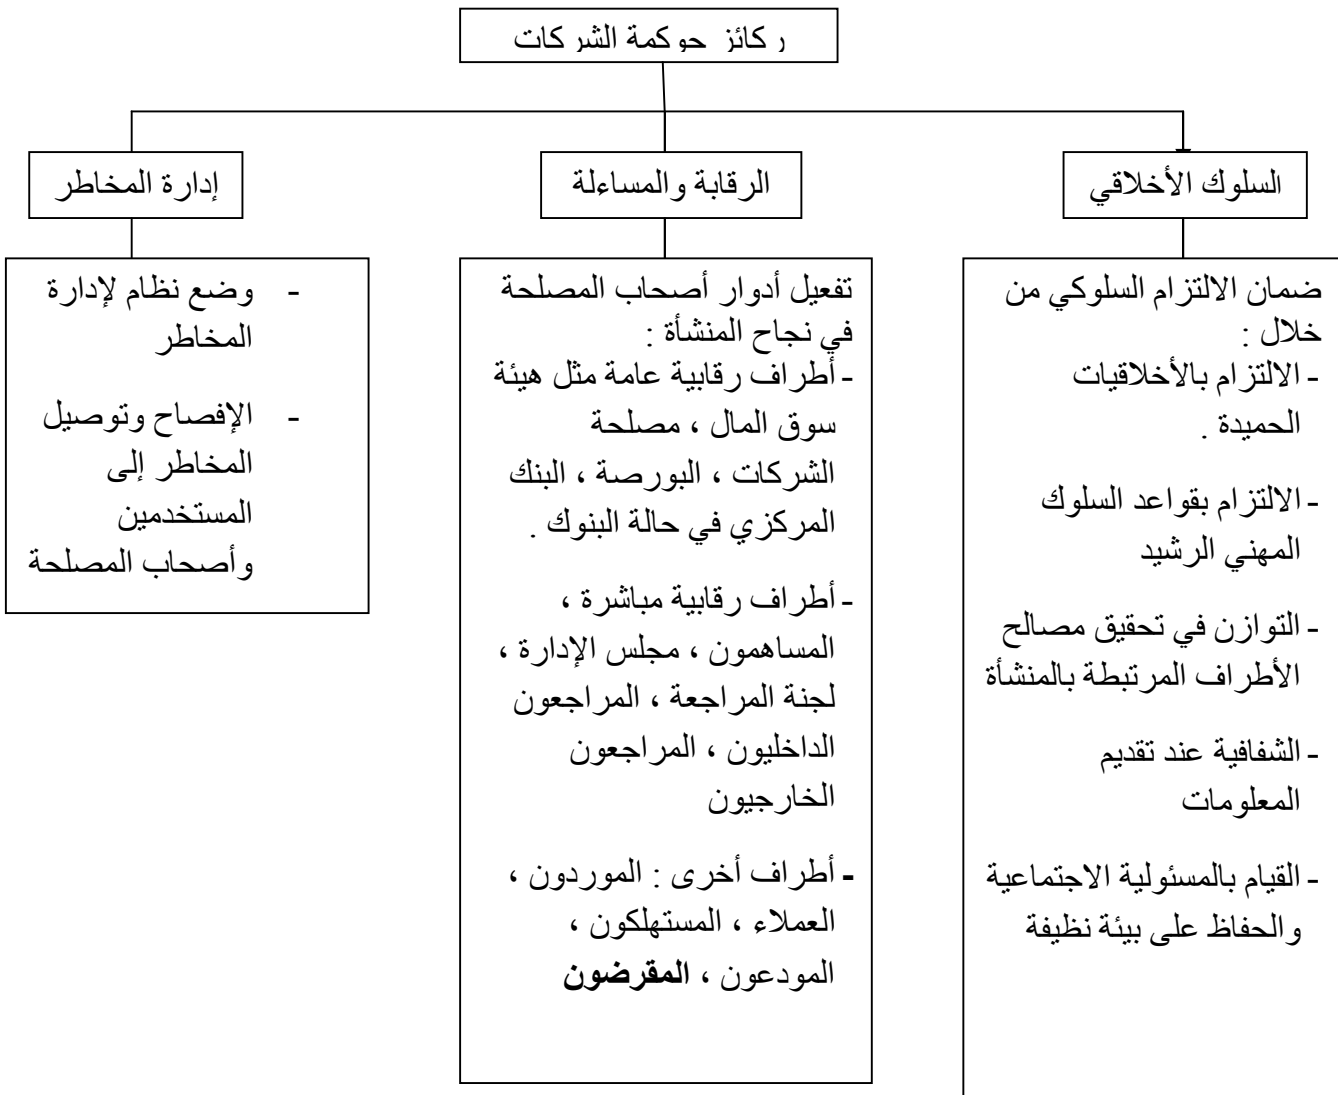 ركائز حوكمة الشركات
السلوك الأخلاقي
الرقابة والمساءلة
إدارة المخاطر
ضمان الالتزام السلوكي من
خلال :
- الالتزام بالأخلاقيات
الحميدة .
- الالتزام بقواعد السلوك
المهني الرشيد
- التوازن في تحقيق مصالح
الأطراف المرتبطة بالمنشأة
- الشفافية عند تقديم
المعلومات
- القيام بالمسئولية الاجتماعية
والحفاظ على بيئة نظيفة
تفعيل أدوار أصحاب المصلحة
في نجاح المنشأة :
- أطراف رقابية عامة مثل هيئة
سوق المال ، مصلحة
الشركات ، البورصة ، البنك
المركزي في حالة البنوك .
- أطراف رقابية مباشرة ،
المساهمون ، مجلس الإدارة ،
لجنة المراجعة ، المراجعون
الداخليون ، المراجعون
الخارجيون
- أطراف أخرى : الموردون ،
العملاء ، المستهلكون ،
المودعون ، المقرضون
- وضع نظام لإدارة
المخاطر
- الإفصاح وتوصيل
المخاطر إلى
المستخدمين
وأصحاب المصلحة